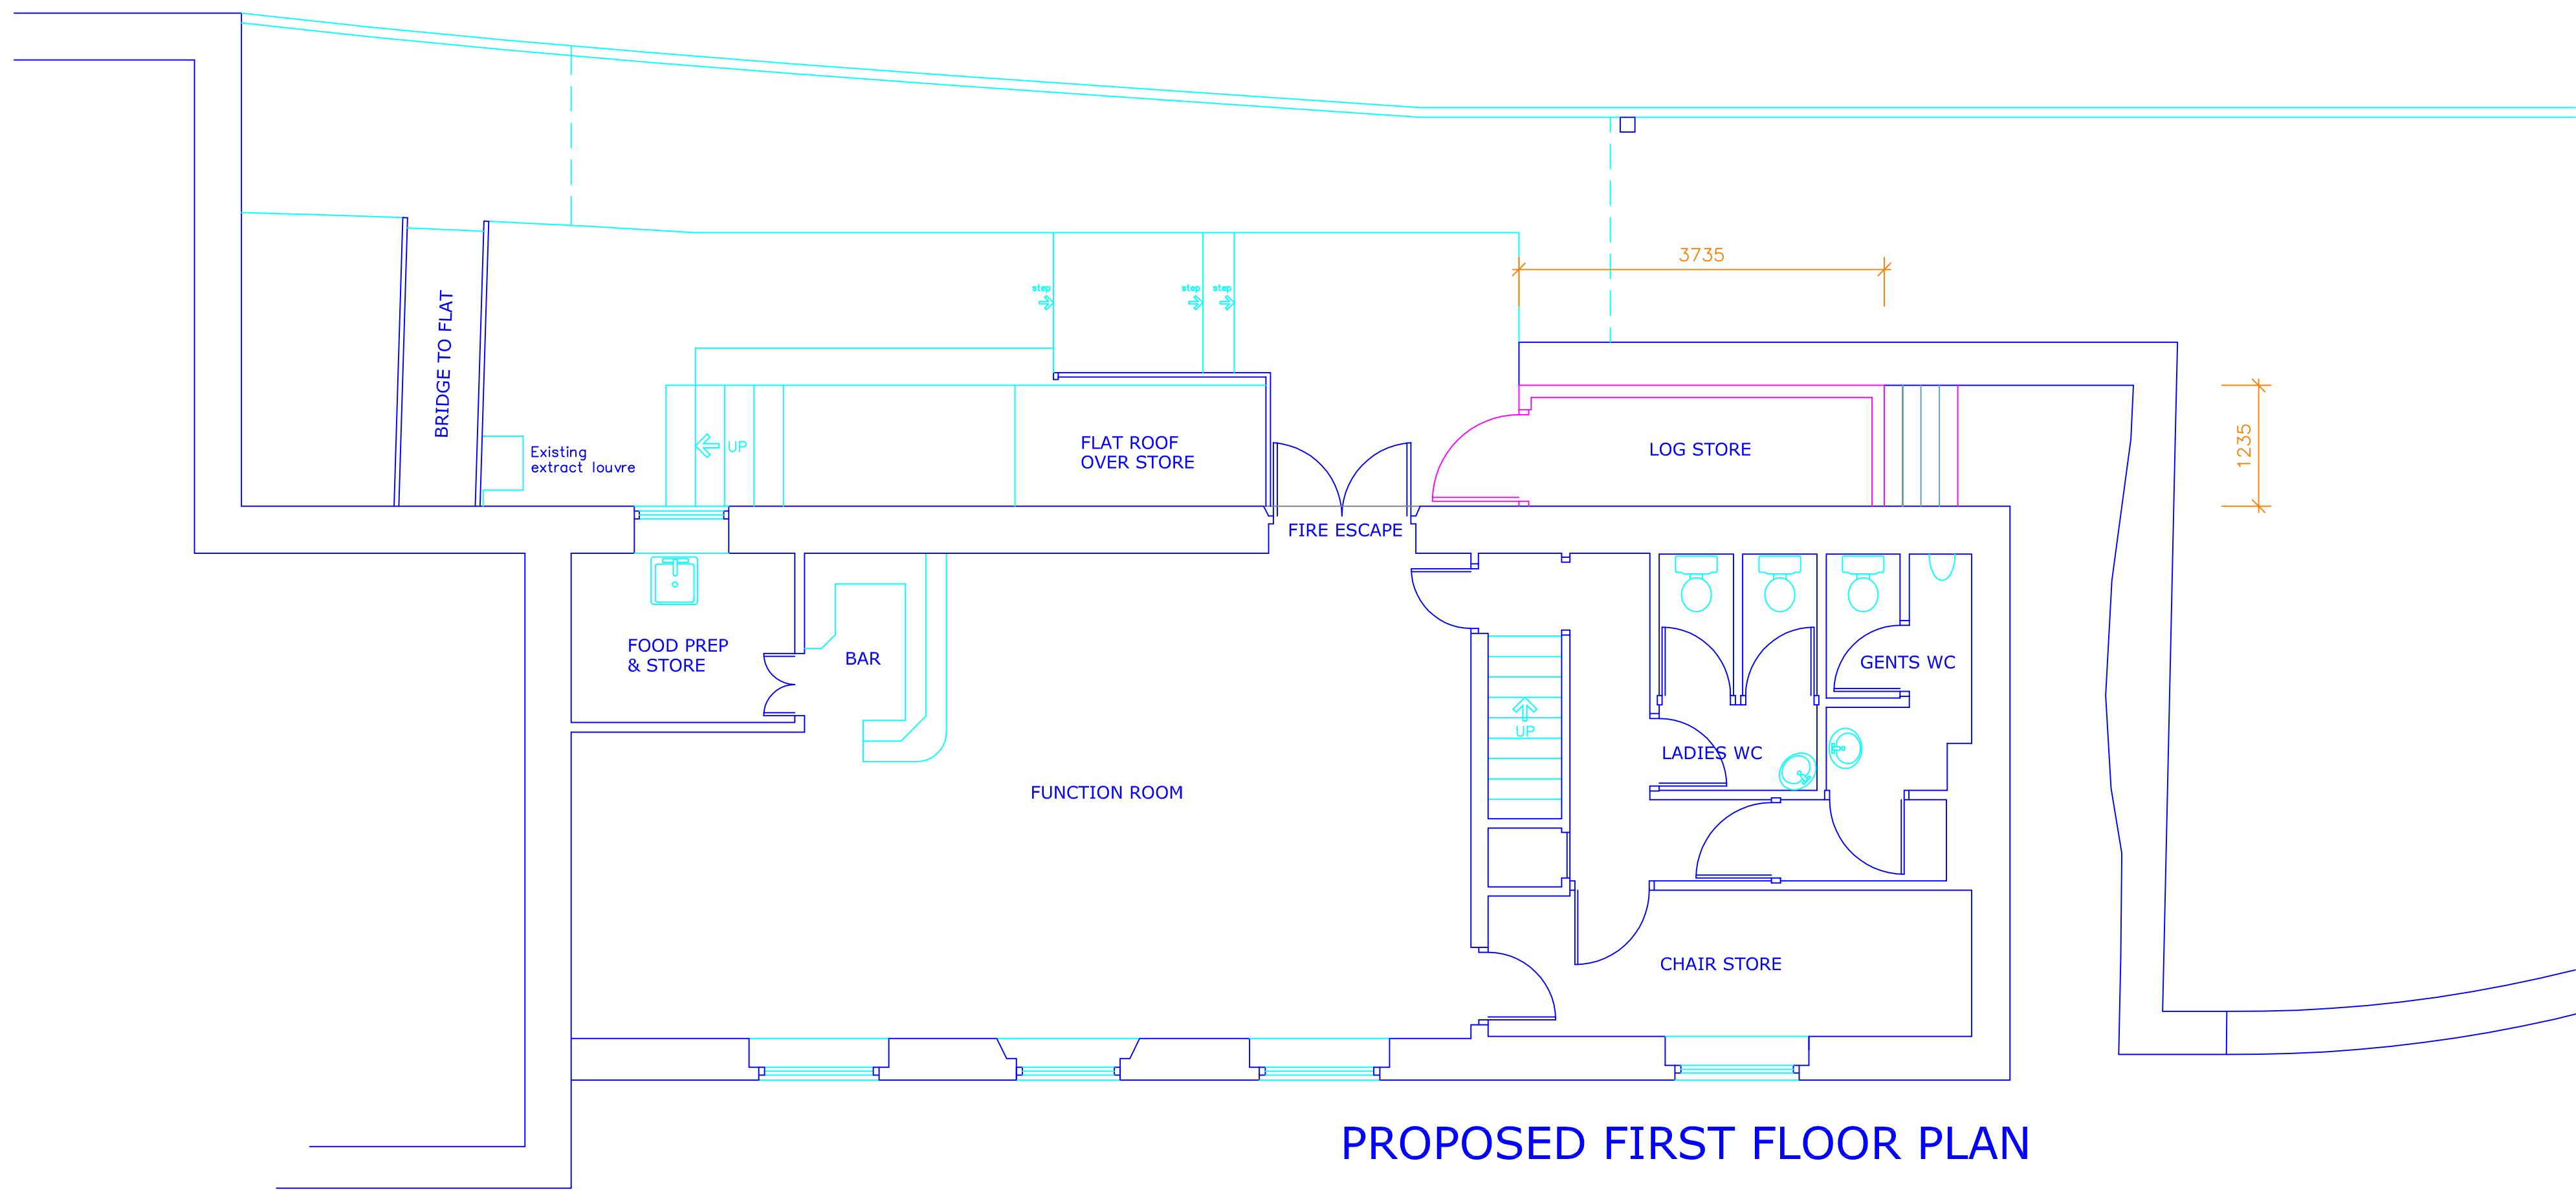 3735
step
step
step
BRIDGE TO FLAT
1235
FLAT ROOF
OVER STORE
UP
LOG STORE
Existing
extract louvre
FIRE ESCAPE
FOOD PREP
& STORE
BAR
GENTS WC
UP
LADIES WC
FUNCTION ROOM
CHAIR STORE
PROPOSED FIRST FLOOR PLAN